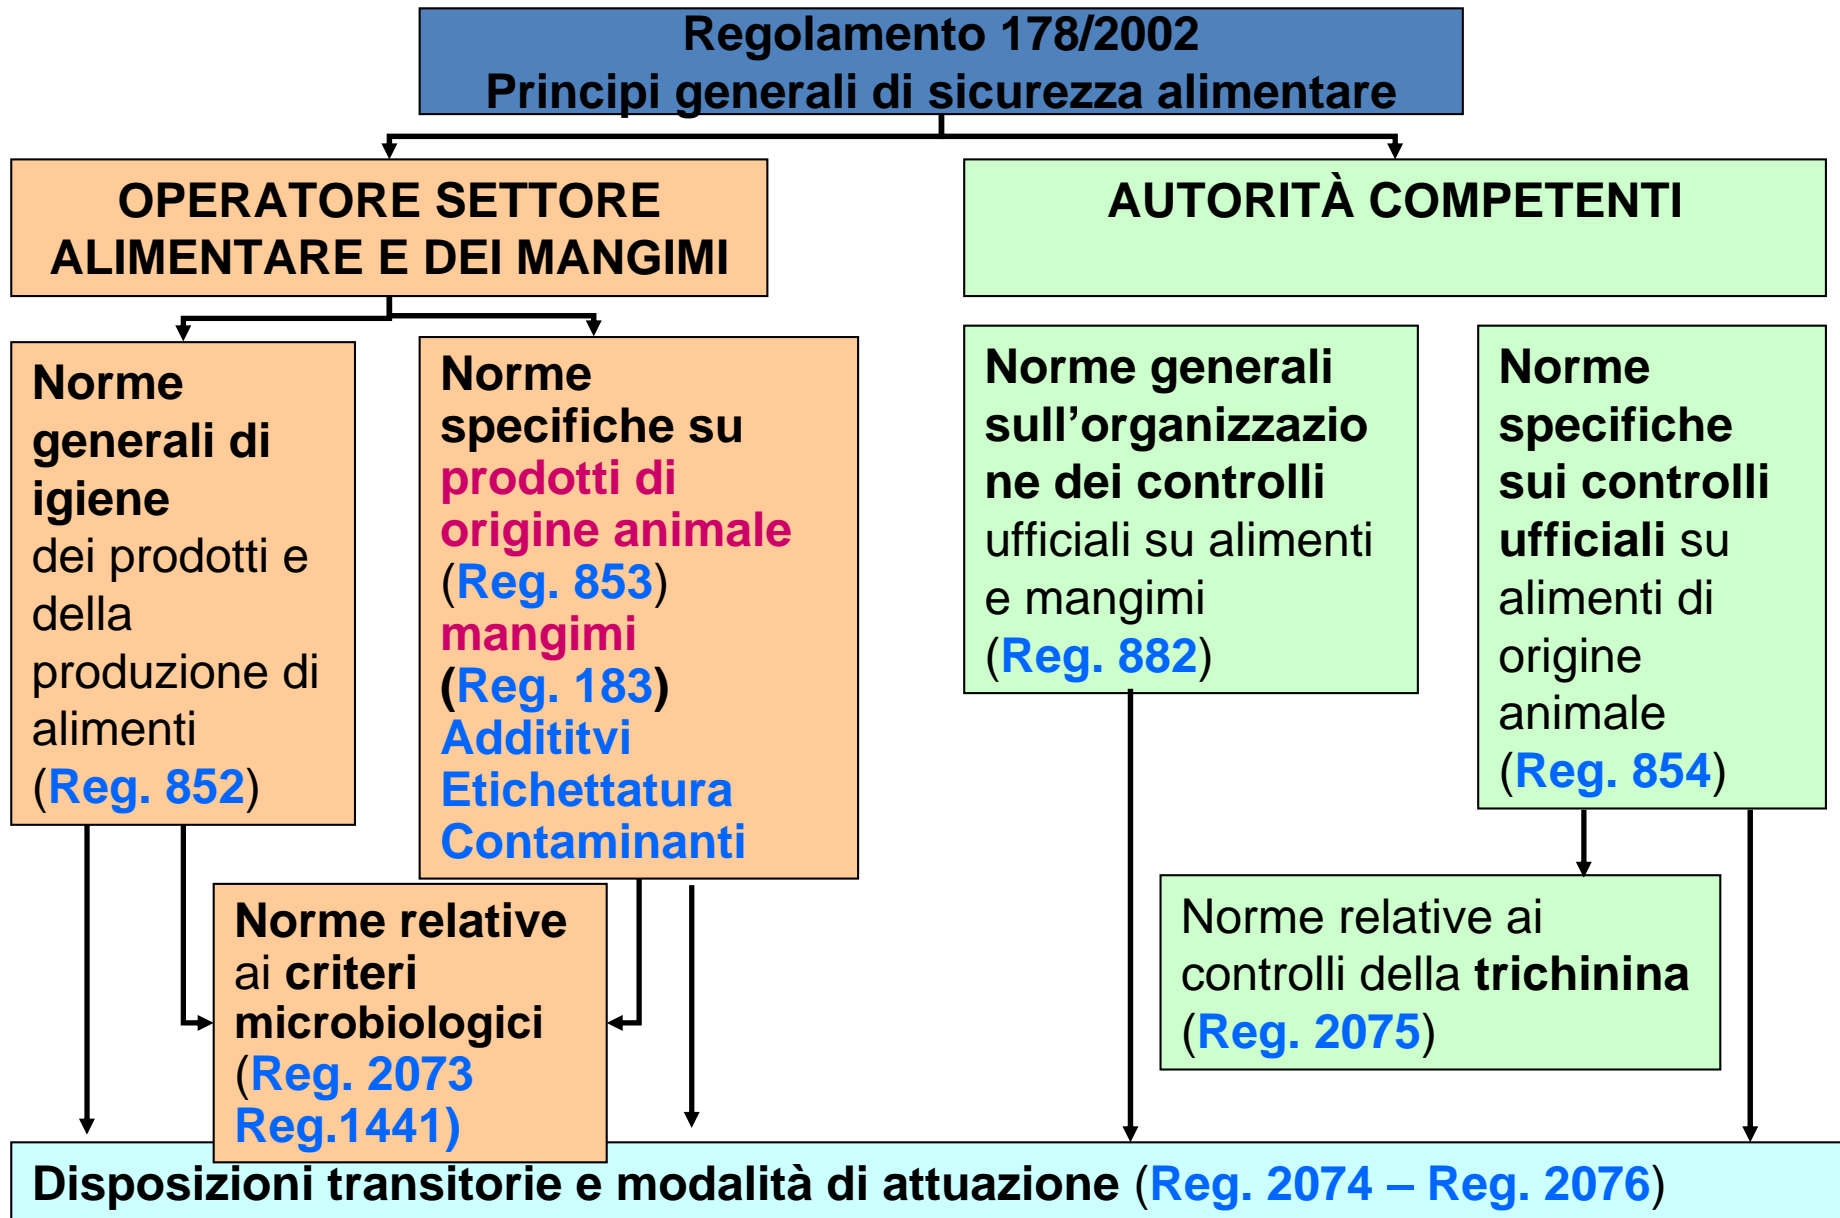 Regolamento 178/2002
Principi generali di sicurezza alimentare
OPERATORE SETTORE
ALIMENTARE E DEI MANGIMI
AUTORITÀ COMPETENTI
Norme
generali di
igiene
dei prodotti e
della
produzione di
alimenti
(Reg. 852)
Norme
specifiche su
prodotti di
origine animale
(Reg. 853)
mangimi
(Reg. 183)
Addititvi
Etichettatura
Contaminanti
Norme generali
sull’organizzazio
ne dei controlli
ufficiali su alimenti
e mangimi
(Reg. 882)
Norme
specifiche
sui controlli
ufficiali su
alimenti di
origine
animale
(Reg. 854)
Norme relative
ai criteri
microbiologici
(Reg. 2073
Reg.1441)
Norme relative ai
controlli della trichinina
(Reg. 2075)
Disposizioni transitorie e modalità di attuazione (Reg. 2074 – Reg. 2076)